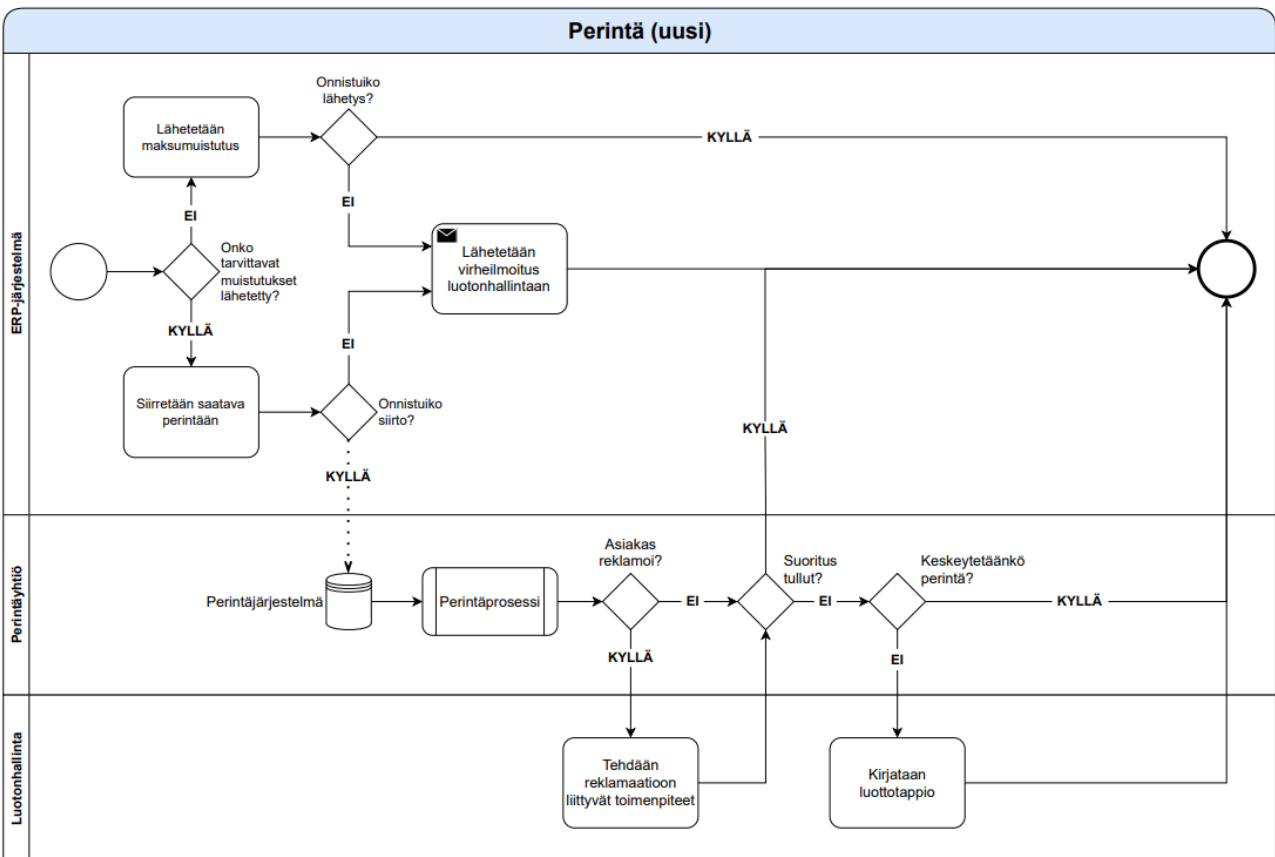 Perintä (uusi)
ERP-järjestelmä
Onnistuiko
lähetys?
Lähetetään
maksumuistutus
KYLLÄ
EI
EI
Onko
tarvittavat
muistutukset
lähetetty?
Lähetetään
virheilmoitus
luotonhallintaan
KYLLÄ
EI
Siirretään saatava
perintään
Onnistuiko
siirto?
KYLLÄ
KYLLÄ
Perintäyhtiö
Asiakas
reklamoi?
Suoritus
tullut?
Keskeytetäänkö
perintä?
Perintäjärjestelmä
Perintäprosessi
EI
EI
KYLLÄ
KYLLÄ
EI
Luotonhallinta
Tehdään
reklamaatioon
liittyvät toimenpiteet
Kirjataan
luottotappio